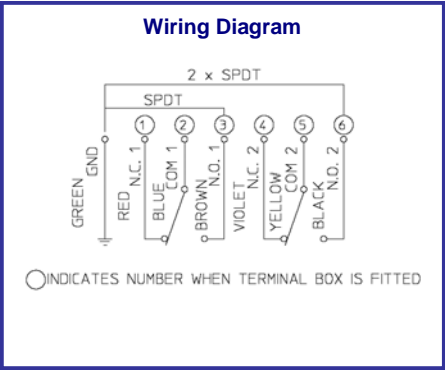 Wiring Diagram
2 x SPDT
SPDT
1 2 3 4 5 6
GREEN
GND
RED
N.C. 1
BLUE
COM 1
BROWN
N.O. 1
VIOLET
N.C. 2
YELLOW
COM 2
BLACK
N.O. 2
INDICATES NUMBER WHEN TERMINAL BOX IS FITTED